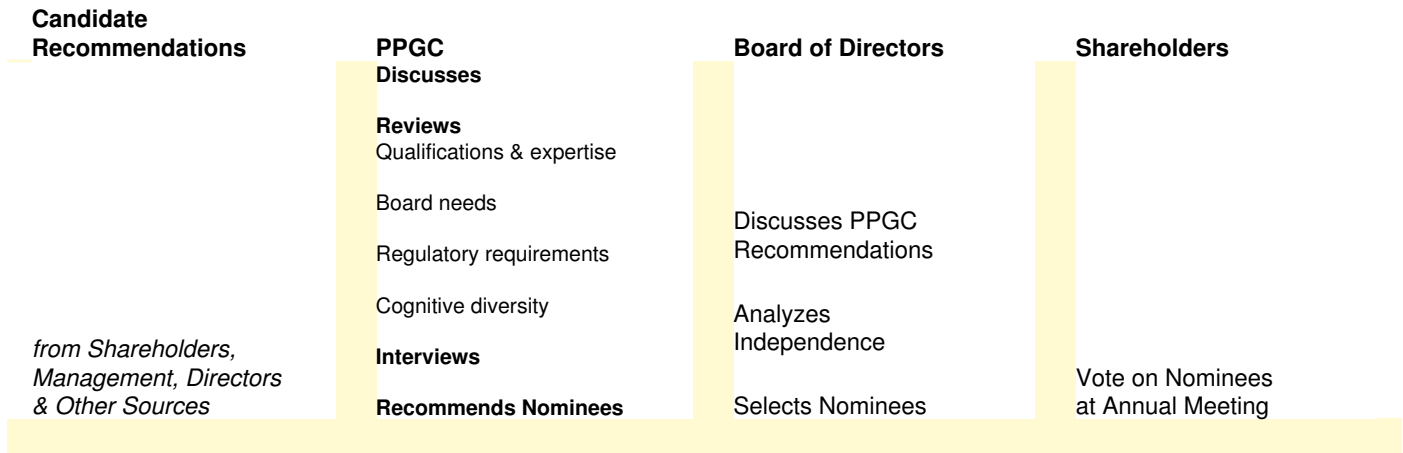 Candidate
Recommendations
from Shareholders,
Management, Directors
& Other Sources
PPGC
Discusses
Reviews
Qualifications & expertise
Board needs
Regulatory requirements
Cognitive diversity
Interviews
Recommends Nominees
Board of Directors
Discusses PPGC
Recommendations
Analyzes
Independence
Selects Nominees
Shareholders
Vote on Nominees
at Annual Meeting